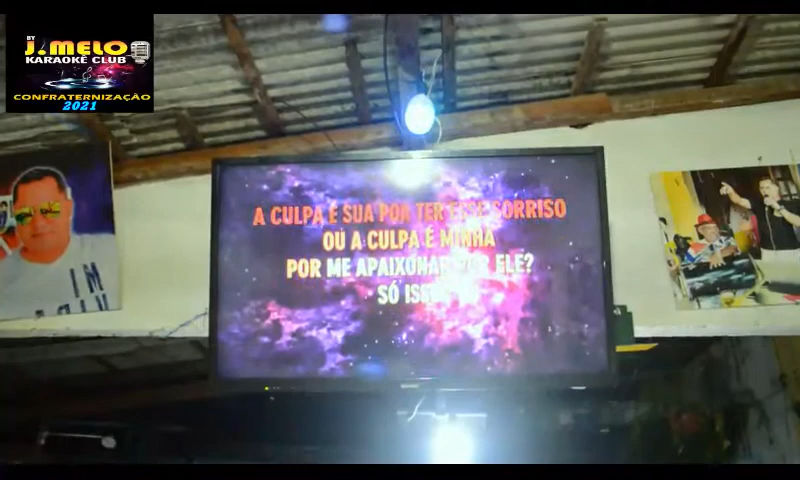 BY
J. MELO
KARAOKÊ CLUB
CONFRATERNIZAÇÃO
2021
A CULPA É SUA POR TER ESSE SORRISO
OU A CULPA É MINHA
POR ME APAIXONAR POR ELE?
SÓ